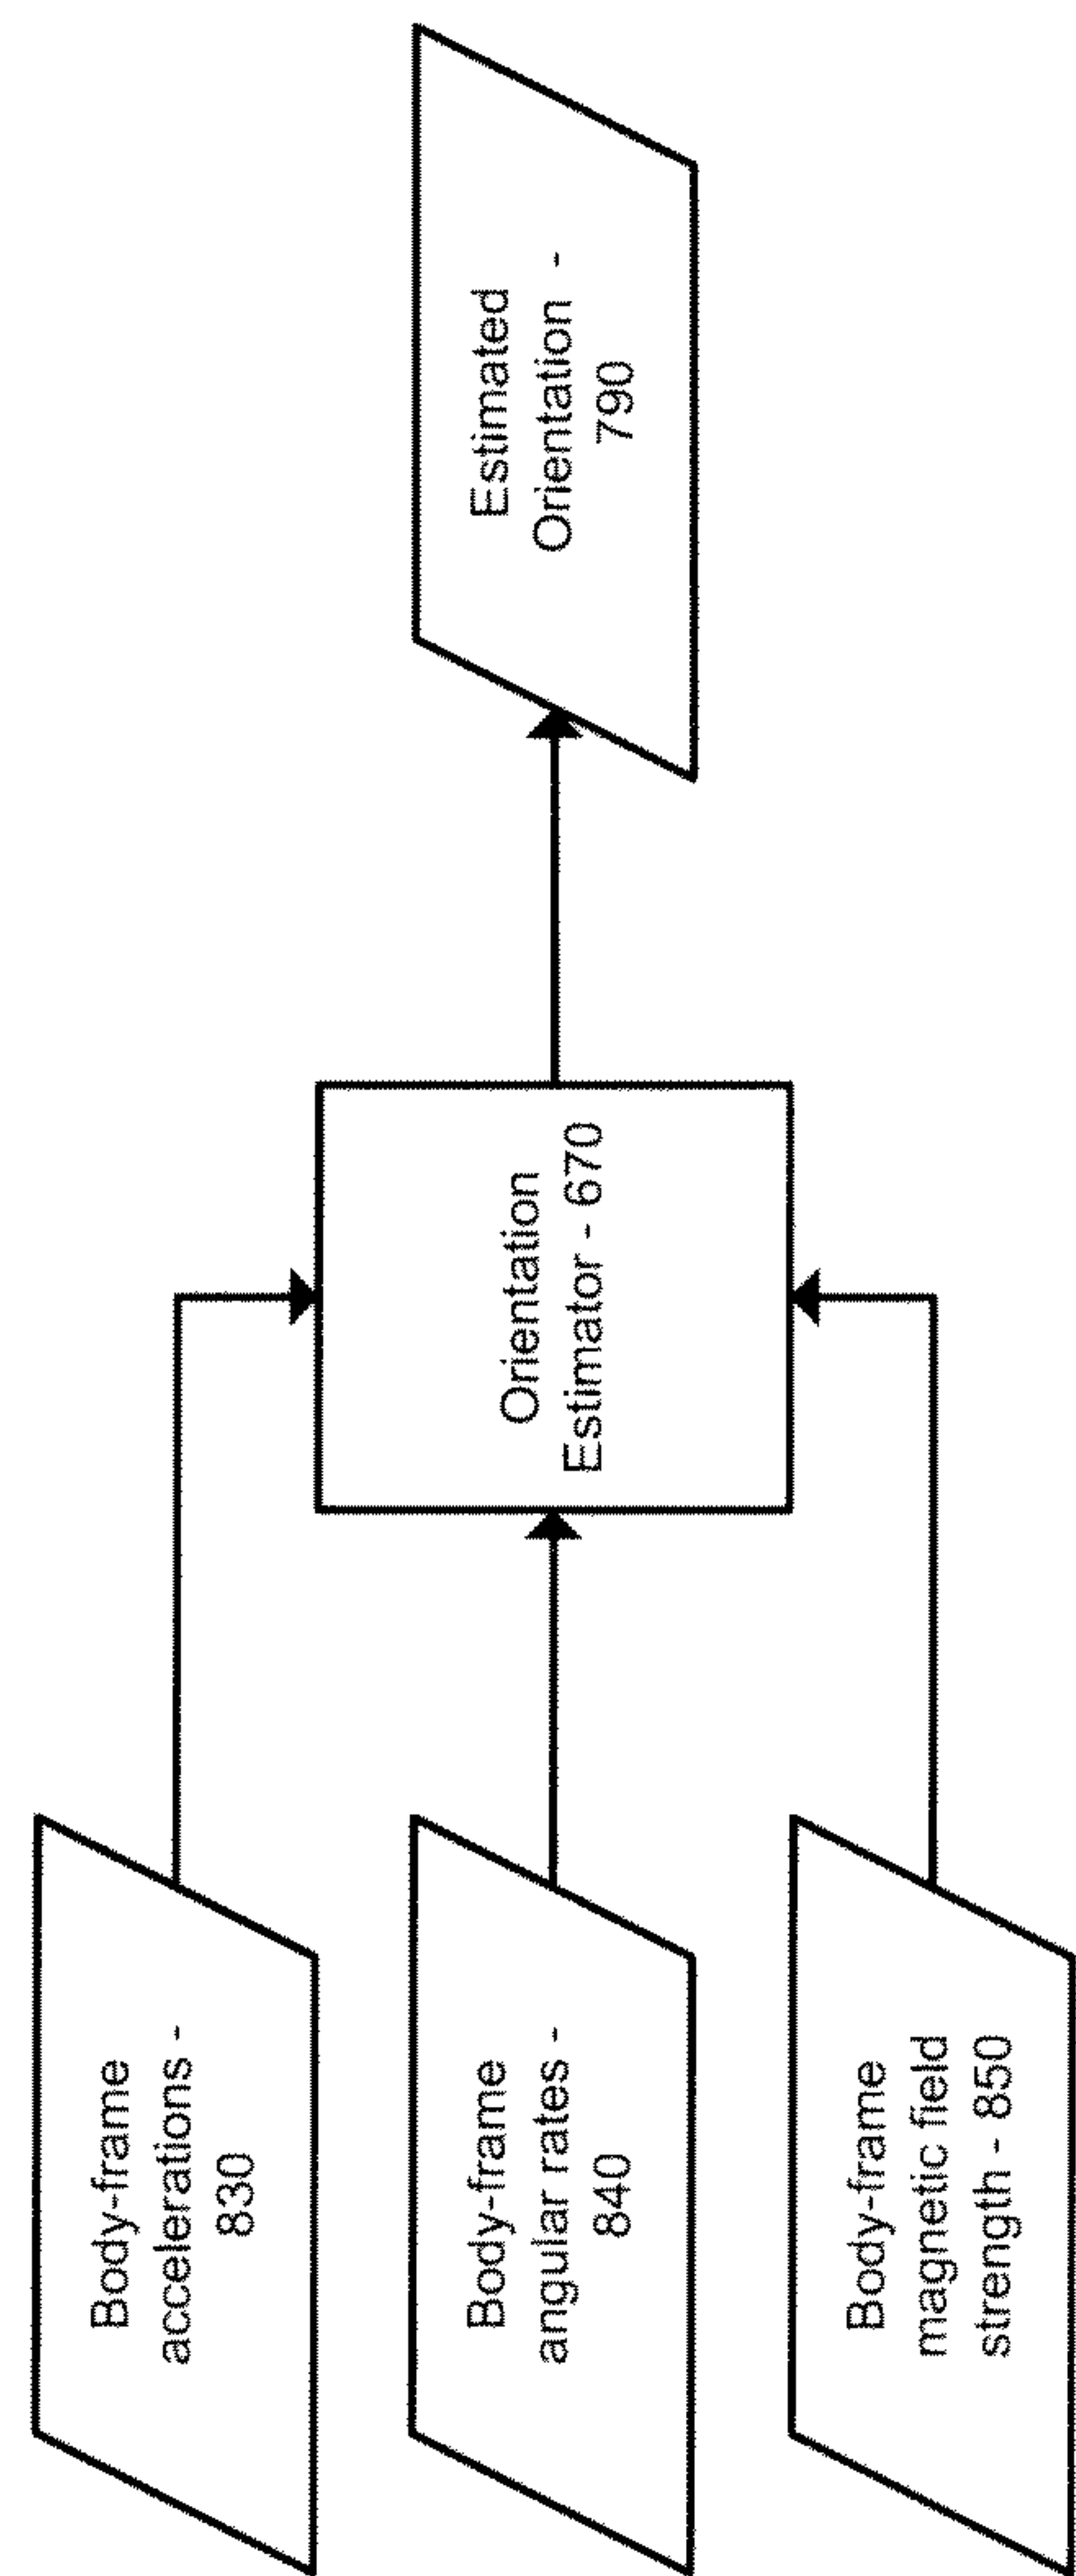 Body-frame
accelerations -
830
Body-frame
angular rates -
840
Body-frame
magnetic field
strength - 850
Orientation
Estimator - 670
Estimated
Orientation -
790